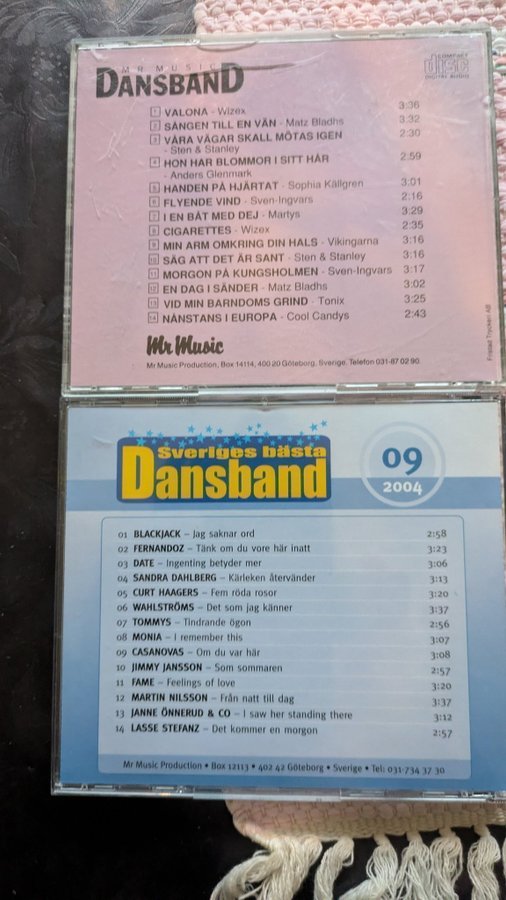 MR MUSIC
DANSBAND
COMPACT
disc
DIGITAL AUDIO
1 VALONA - Wizex 3:36
2 SÅNGEN TILL EN VÄN - Matz Bladhs 3:32
3 VÅRA VÄGAR SKALL MÖTAS IGEN 2:30
- Sten & Stanley
4 HON HAR BLOMMOR I SITT HÅR 2:59
- Anders Glenmark
5 HANDEN PÅ HJÄRTAT - Sophia Källgren 3:01
6 FLYENDE VIND - Sven-Ingvars 2:16
7 I EN BÅT MED DEJ - Martys 3:29
8 CIGARETTES - Wizex 2:35
9 MIN ARM OMKRING DIN HALS - Vikingarna 3:16
10 SÄG ATT DET ÄR SANT - Sten & Stanley 3:16
11 MORGON PÅ KUNGSHOLMEN - Sven-Ingvars 3:17
12 EN DAG I SÄNDER - Matz Bladhs 3:02
13 VID MIN BARNDOMS GRIND - Tonix 3:25
14 NÅNSTANS I EUROPA - Cool Candys 2:43
Mr Music
Mr Music Production, Box 14114, 400 20 Göteborg, Sverige. Telefon 031-87 02 90
Tryckeri AB
Sveriges bästa
Dansband
09
2004
01 BLACKJACK – Jag saknar ord 2:58
02 FERNANDOZ – Tänk om du vore här inatt 3:23
03 DATE – Ingenting betyder mer 3:06
04 SANDRA DAHLBERG – Kärleken återvänder 3:13
05 CURT HAAGERS – Fem röda rosor 3:20
06 WAHLSTRÖMS – Det som jag känner 3:37
07 TOMMYS – Tindrande ögon 2:56
08 MONIA – I remember this 3:07
09 CASANOVAS – Om du var här 3:08
10 JIMMY JANSSON – Som sommaren 2:57
11 FAME – Feelings of love 3:20
12 MARTIN NILSSON – Från natt till dag 3:37
13 JANNE ÖNNERUD & CO – I saw her standing there 3:12
14 LASSE STEFANZ – Det kommer en morgon 2:57
Mr Music Production • Box 12113 • 402 42 Göteborg • Sverige • Tel: 031-734 37 30